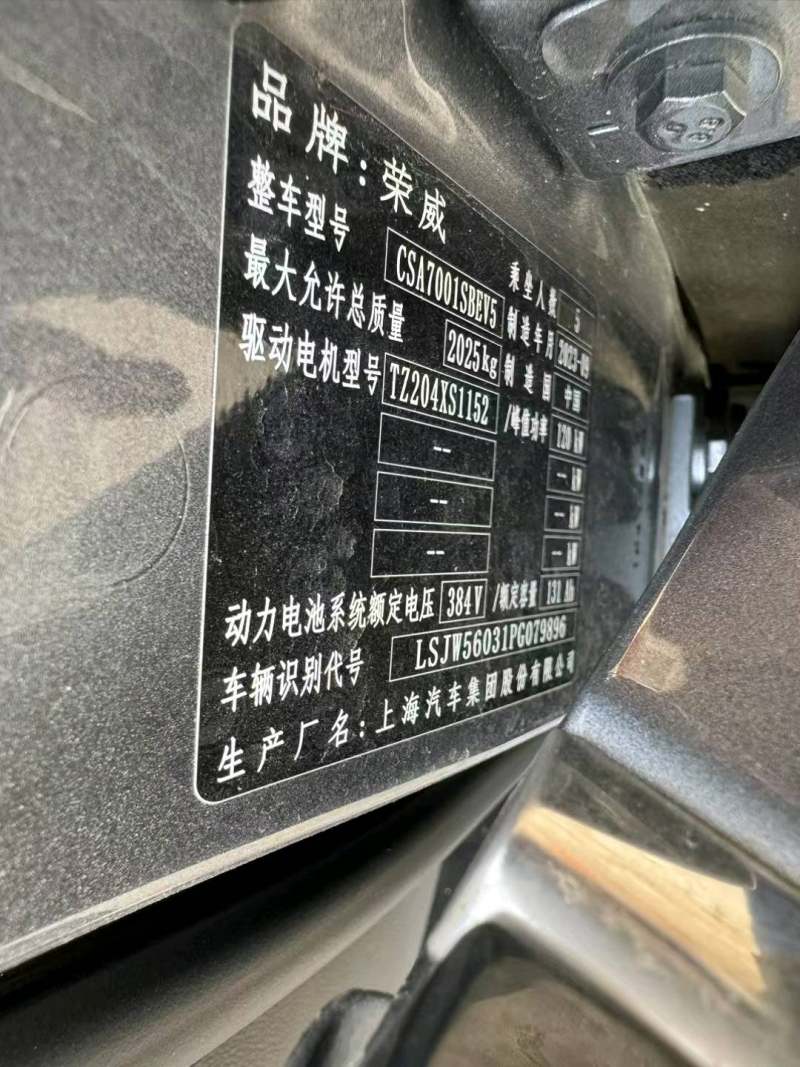 品牌：荣威
整车型号 CSA7001SBEV5 乘坐人数 5
最大允许总质量 2025kg 制造年月 2023-09
驱动电机型号 TZ204XS1152 制造国 中国
-- /峰值功率 120 kW
-- -- kW
-- -- kW
-- kW
动力电池系统额定电压 384V /额定容量 131 Ah
车辆识别代号 LSJW56031PG079896
生产厂名：上海汽车集团股份有限公司